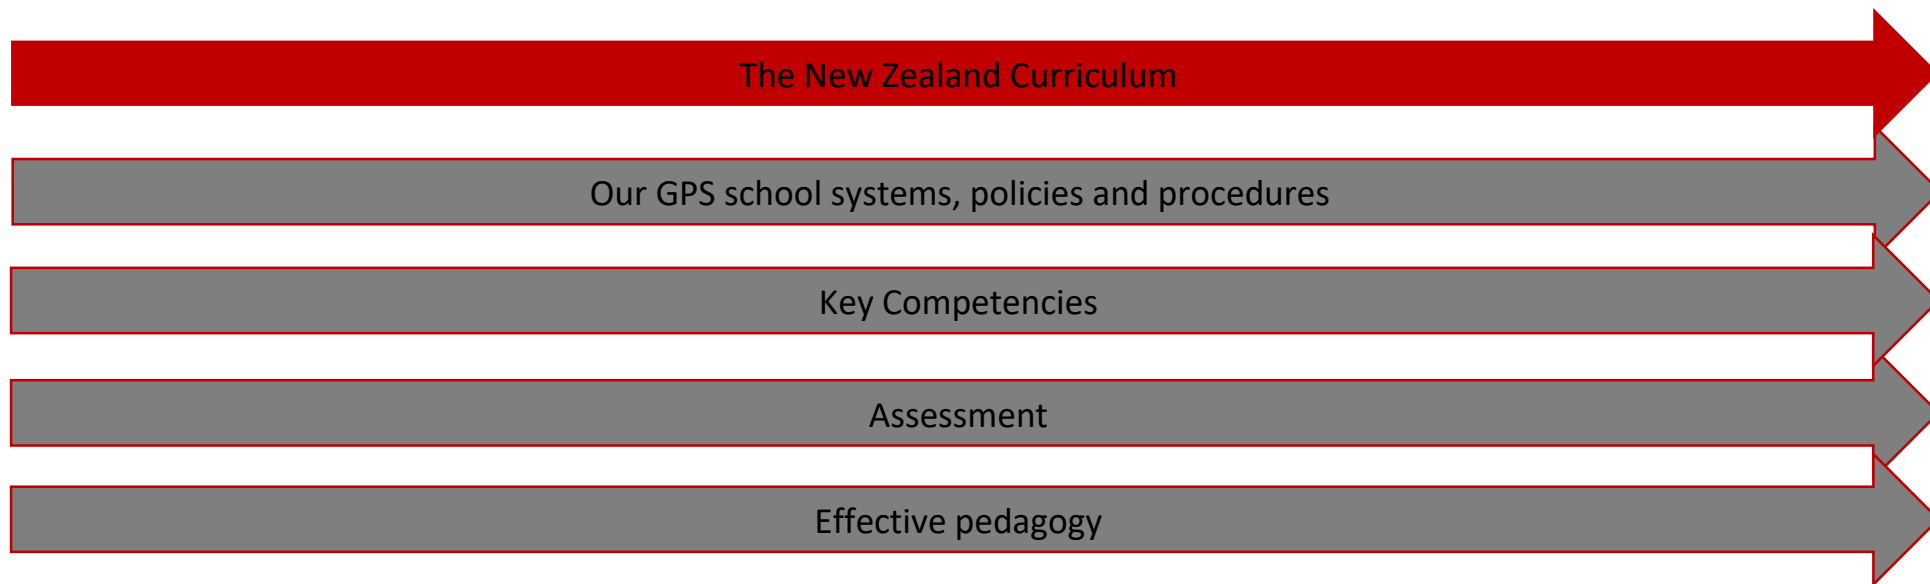 The New Zealand Curriculum
Our GPS school systems, policies and procedures
Key Competencies
Assessment
Effective pedagogy